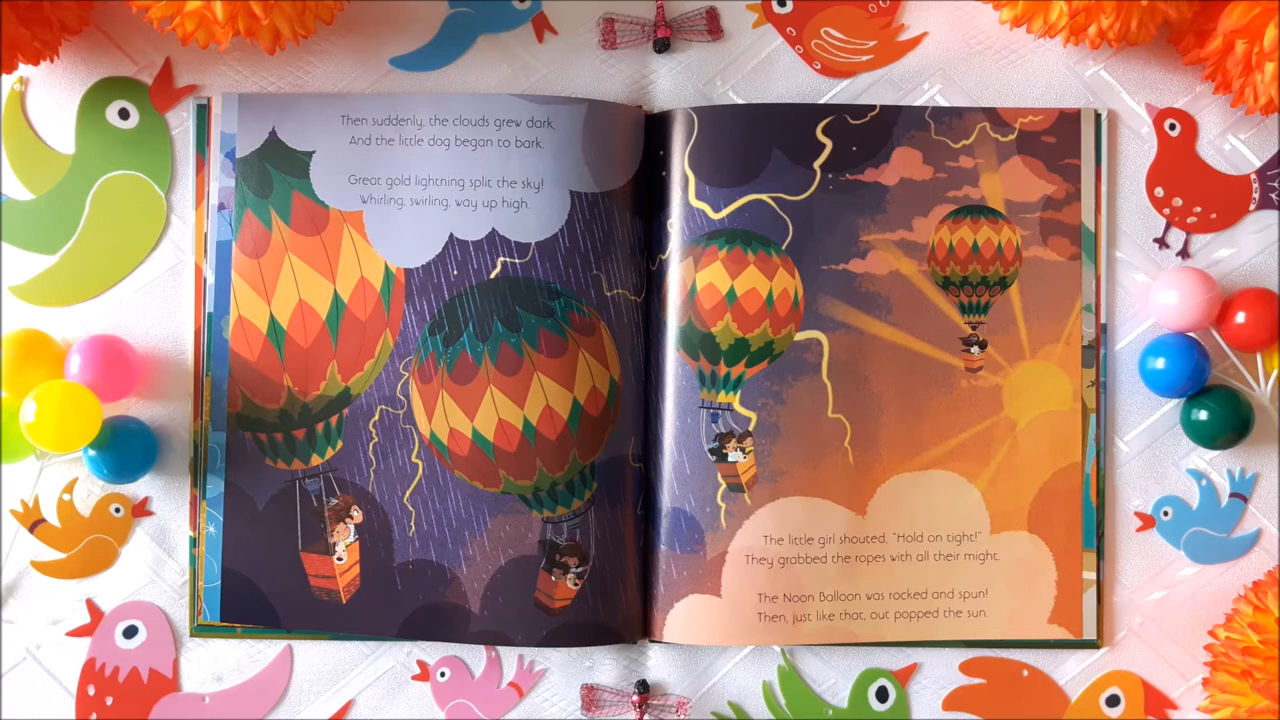 Then suddenly, the clouds grew dark,
And the little dog began to bark.
Great gold lightning split the sky!
Whirling, swirling, way up high.
The little girl shouted, "Hold on tight!"
They grabbed the ropes with all their might.
The Noon Balloon was rocked and spun!
Then, just like that, out popped the sun.